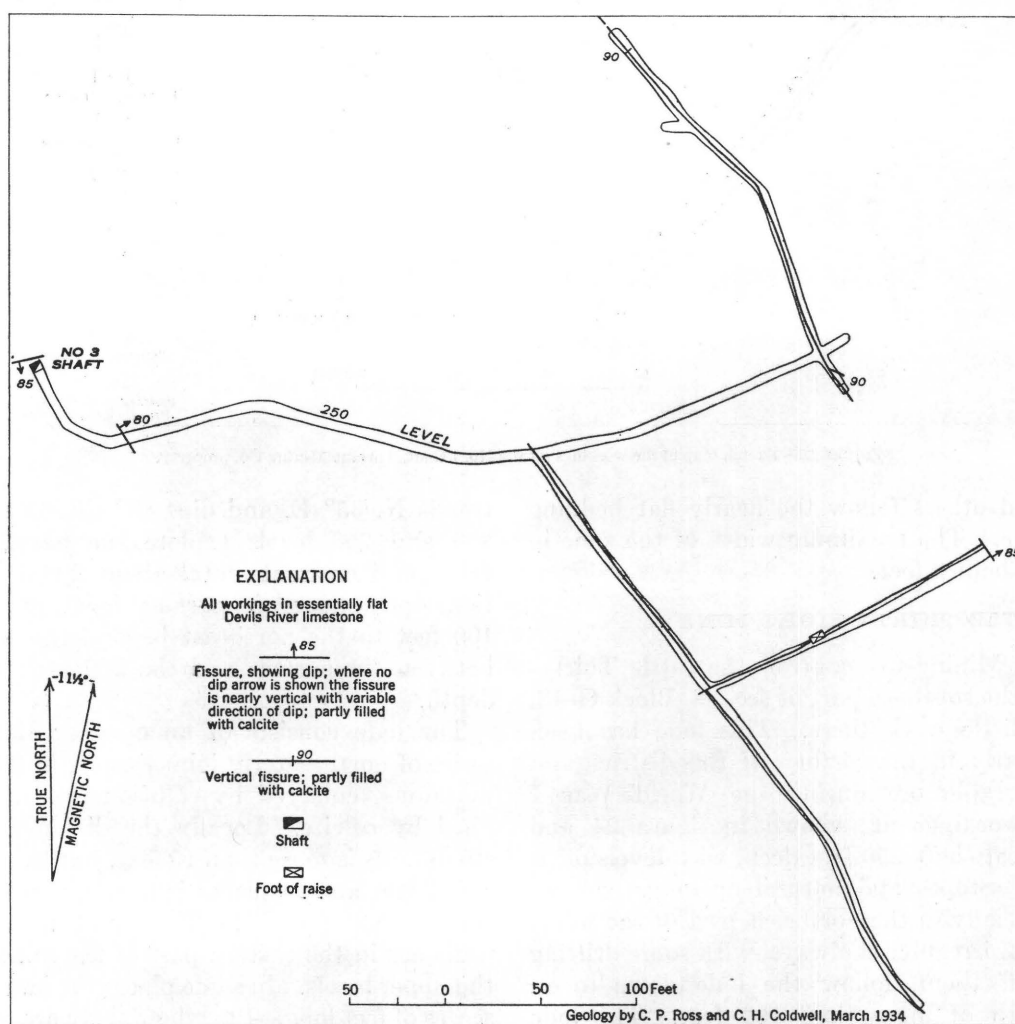 90
NO 3
SHAFT
85
80
250
LEVEL
90
85
EXPLANATION
All workings in essentially flat
Devils River limestone
85
Fissure, showing dip; where no
dip arrow is shown the fissure
is nearly vertical with variable
direction of dip; partly filled
with calcite
90
Vertical fissure; partly filled
with calcite
Shaft
Foot of raise
-11½°-
TRUE NORTH
MAGNETIC NORTH
50 0 50 100 Feet
Geology by C. P. Ross and C. H. Coldwell, March 1934